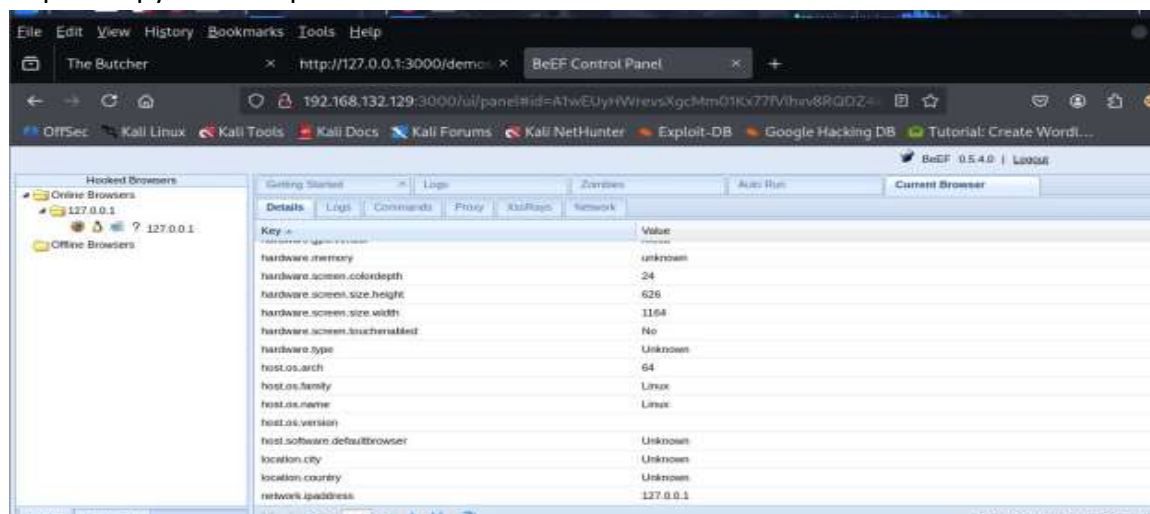 File Edit View History Bookmarks Tools Help
The Butcher × http://127.0.0.1:3000/demos × BeEF Control Panel × +
192.168.132.129:3000/ui/panel#id=
OffSec Kali Linux Kali Tools Kali Docs Kali Forums Kali NetHunter Exploit-DB Google Hacking DB Tutorial: Create Wordl...
BeEF 0.5.4.0 | Logout
Hooked Browsers
Getting Started Logs Zombies Auto Run Current Browser
Online Browsers
Details Logs Commands Proxy XssRays Network
127.0.0.1
? 127.0.0.1
Key Value
Offline Browsers
hardware.memory unknown
hardware.screen.colordepth 24
hardware.screen.size.height 626
hardware.screen.size.width 1164
hardware.screen.touchenabled No
hardware.type Unknown
host.os.arch 64
host.os.family Linux
host.os.name Linux
host.os.version
host.software.defaultbrowser Unknown
location.city Unknown
location.country Unknown
network.ipaddress 127.0.0.1